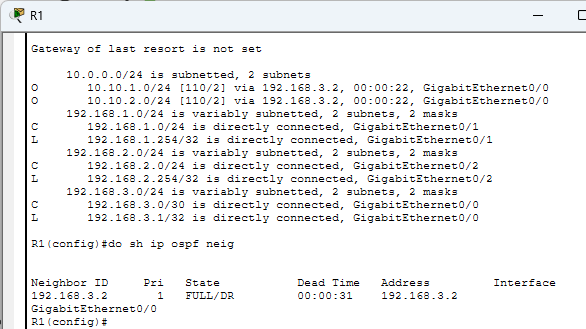 R1
Gateway of last resort is not set
10.0.0.0/24 is subnetted, 2 subnets
O 10.10.1.0/24 [110/2] via 192.168.3.2, 00:00:22, GigabitEthernet0/0
O 10.10.2.0/24 [110/2] via 192.168.3.2, 00:00:22, GigabitEthernet0/0
192.168.1.0/24 is variably subnetted, 2 subnets, 2 masks
C 192.168.1.0/24 is directly connected, GigabitEthernet0/1
L 192.168.1.254/32 is directly connected, GigabitEthernet0/1
192.168.2.0/24 is variably subnetted, 2 subnets, 2 masks
C 192.168.2.0/24 is directly connected, GigabitEthernet0/2
L 192.168.2.254/32 is directly connected, GigabitEthernet0/2
192.168.3.0/24 is variably subnetted, 2 subnets, 2 masks
C 192.168.3.0/30 is directly connected, GigabitEthernet0/0
L 192.168.3.1/32 is directly connected, GigabitEthernet0/0
R1(config)#do sh ip ospf neig
Neighbor ID Pri State Dead Time Address Interface
192.168.3.2 1 FULL/DR 00:00:31 192.168.3.2
GigabitEthernet0/0
R1(config)#